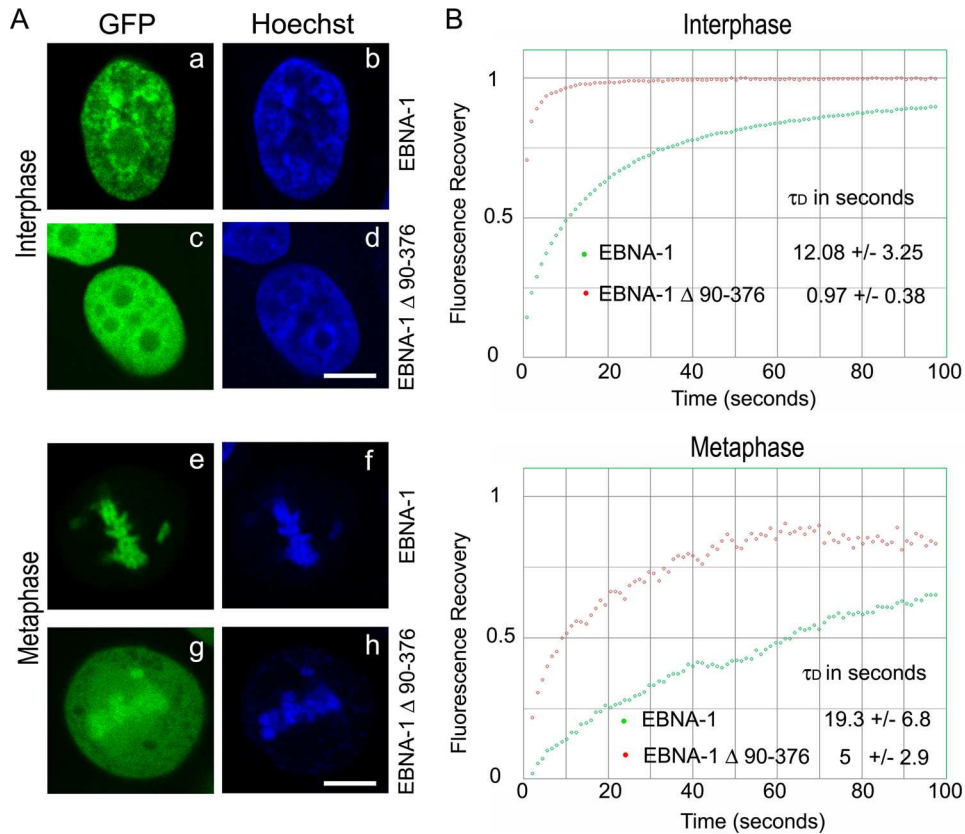 A
GFP
Hoechst
Interphase
a
b
EBNA-1
c
d
EBNA-1 Δ 90-376
Metaphase
e
f
EBNA-1
g
h
EBNA-1 Δ 90-376
B
Interphase
Fluorescence Recovery
1
0.5
0
τD in seconds
EBNA-1 12.08 +/- 3.25
EBNA-1 Δ 90-376 0.97 +/- 0.38
0 20 40 60 80 100
Time (seconds)
Metaphase
Fluorescence Recovery
1
0.5
0
τD in seconds
EBNA-1 19.3 +/- 6.8
EBNA-1 Δ 90-376 5 +/- 2.9
0 20 40 60 80 100
Time (seconds)